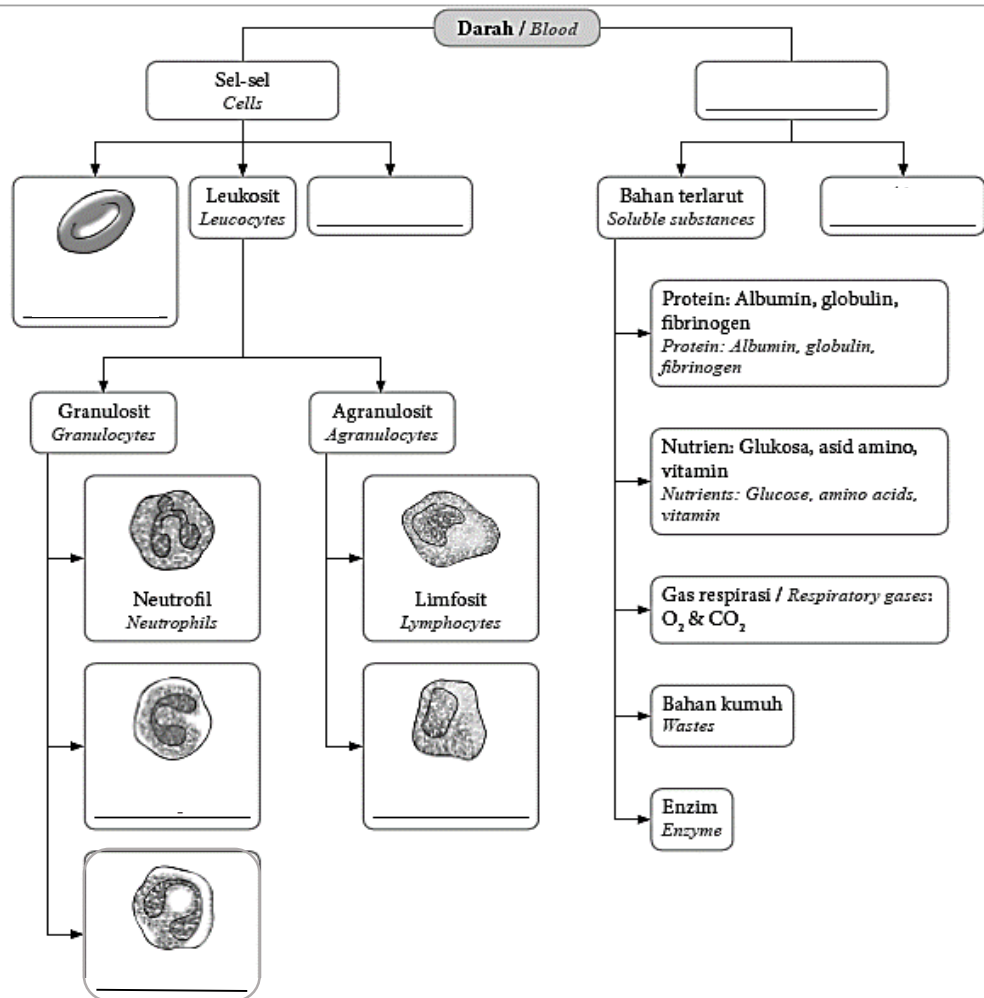 Darah / Blood
Sel-sel
Cells
Leukosit
Leucocytes
Bahan terlarut
Soluble substances
Protein: Albumin, globulin,
fibrinogen
Protein: Albumin, globulin,
fibrinogen
Granulosit
Granulocytes
Agranulosit
Agranulocytes
Nutrien: Glukosa, asid amino,
vitamin
Nutrients: Glucose, amino acids,
vitamin
Neutrofil
Neutrophils
Limfosit
Lymphocytes
Gas respirasi / Respiratory gases:
O₂ & CO₂
Bahan kumuh
Wastes
Enzim
Enzyme